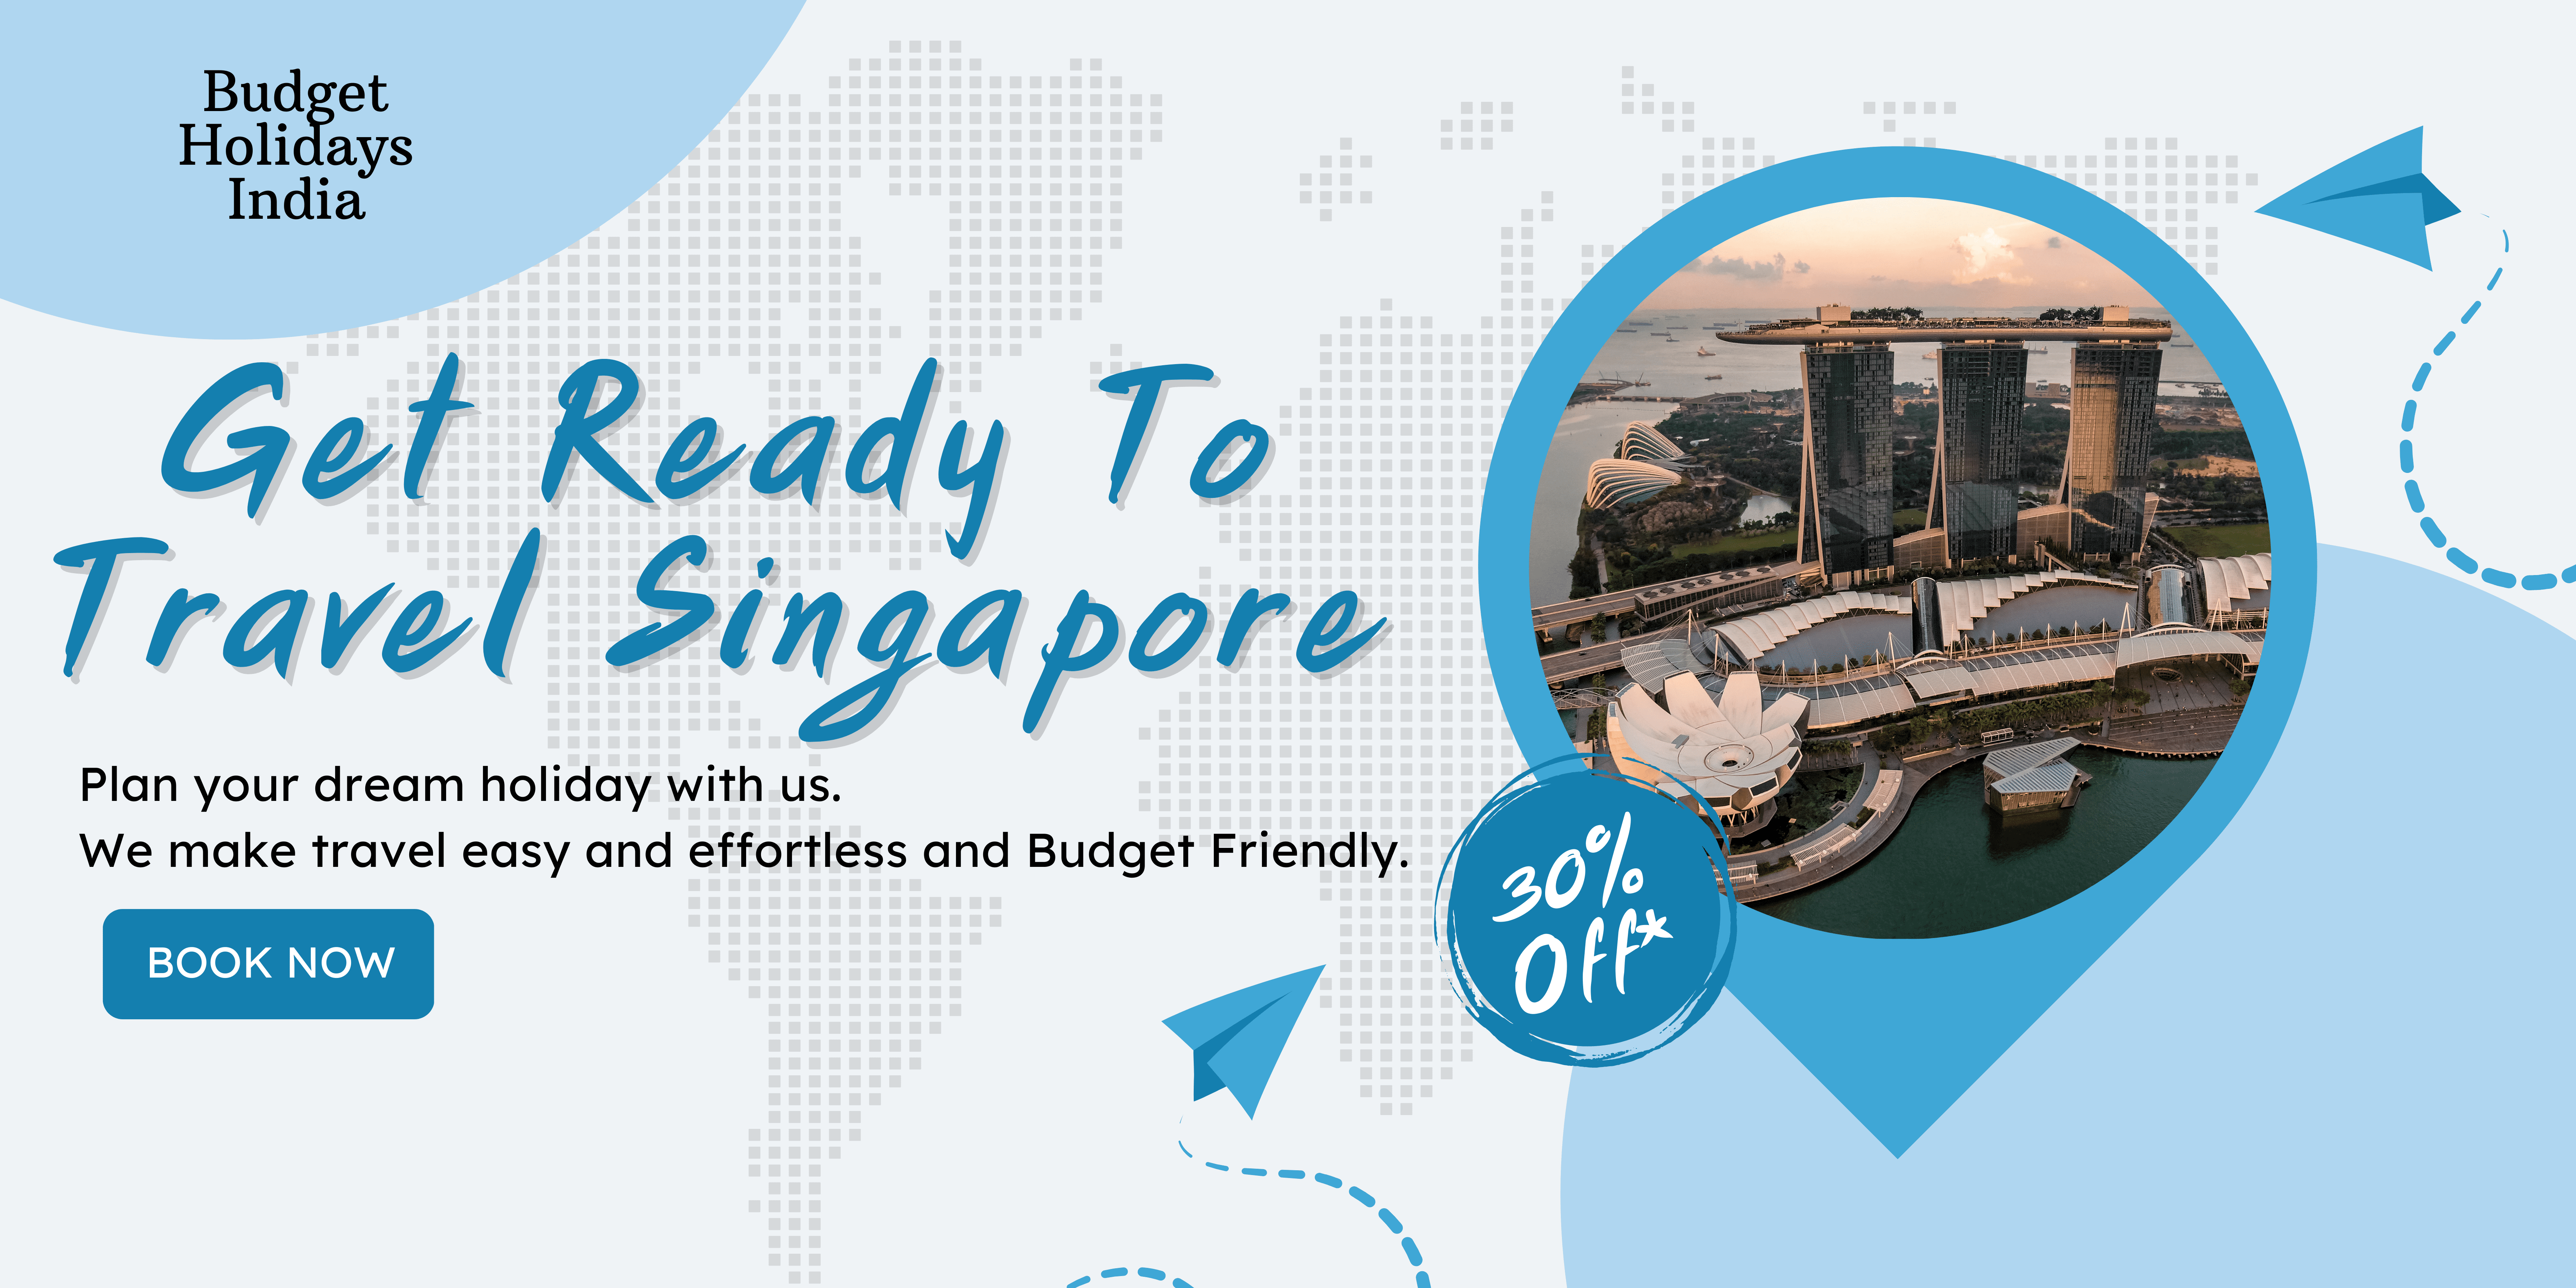 Budget
Holidays
India
Get Ready To
Travel Singapore
Plan your dream holiday with us.
We make travel easy and effortless and Budget Friendly.
BOOK NOW
30%
Off*